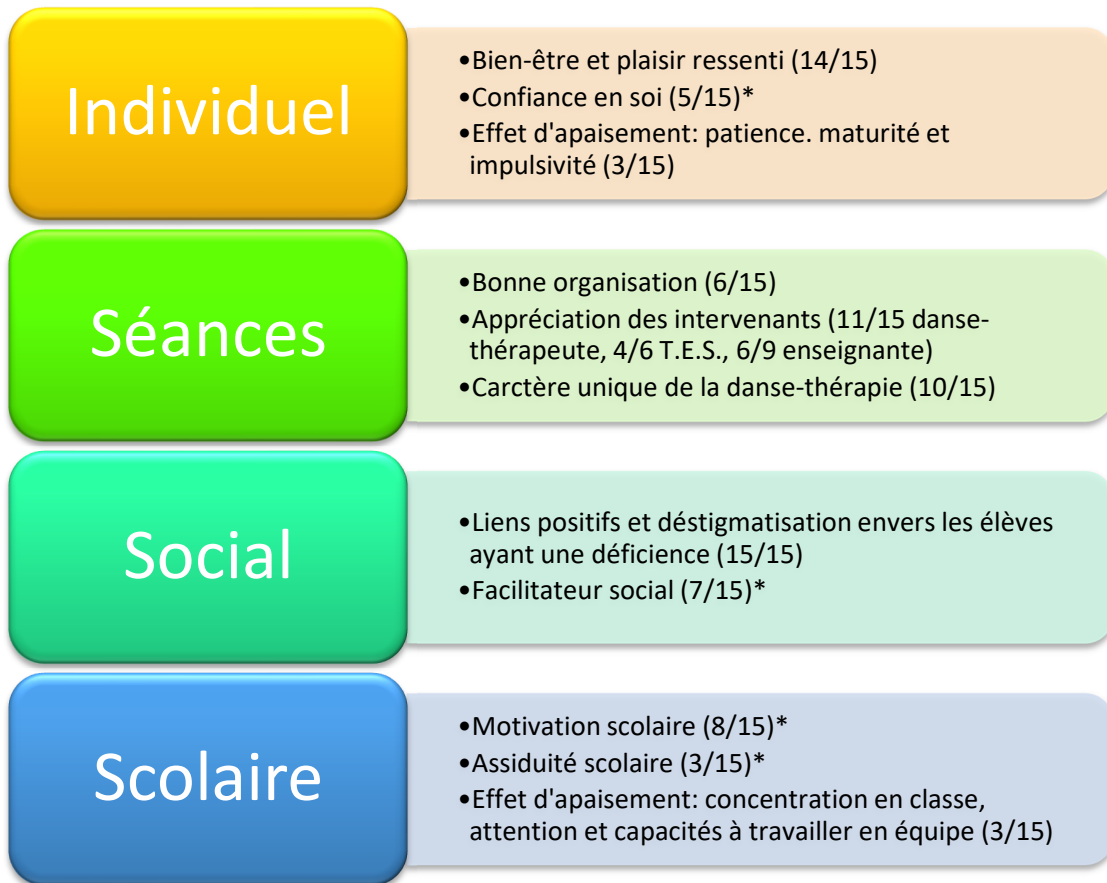 Individuel
•Bien-être et plaisir ressenti (14/15)
•Confiance en soi (5/15)*
•Effet d'apaisement: patience. maturité et
impulsivité (3/15)
Séances
•Bonne organisation (6/15)
•Appréciation des intervenants (11/15 danse-
thérapeute, 4/6 T.E.S., 6/9 enseignante)
•Carctère unique de la danse-thérapie (10/15)
Social
•Liens positifs et déstigmatisation envers les élèves
ayant une déficience (15/15)
•Facilitateur social (7/15)*
Scolaire
•Motivation scolaire (8/15)*
•Assiduité scolaire (3/15)*
•Effet d'apaisement: concentration en classe,
attention et capacités à travailler en équipe (3/15)